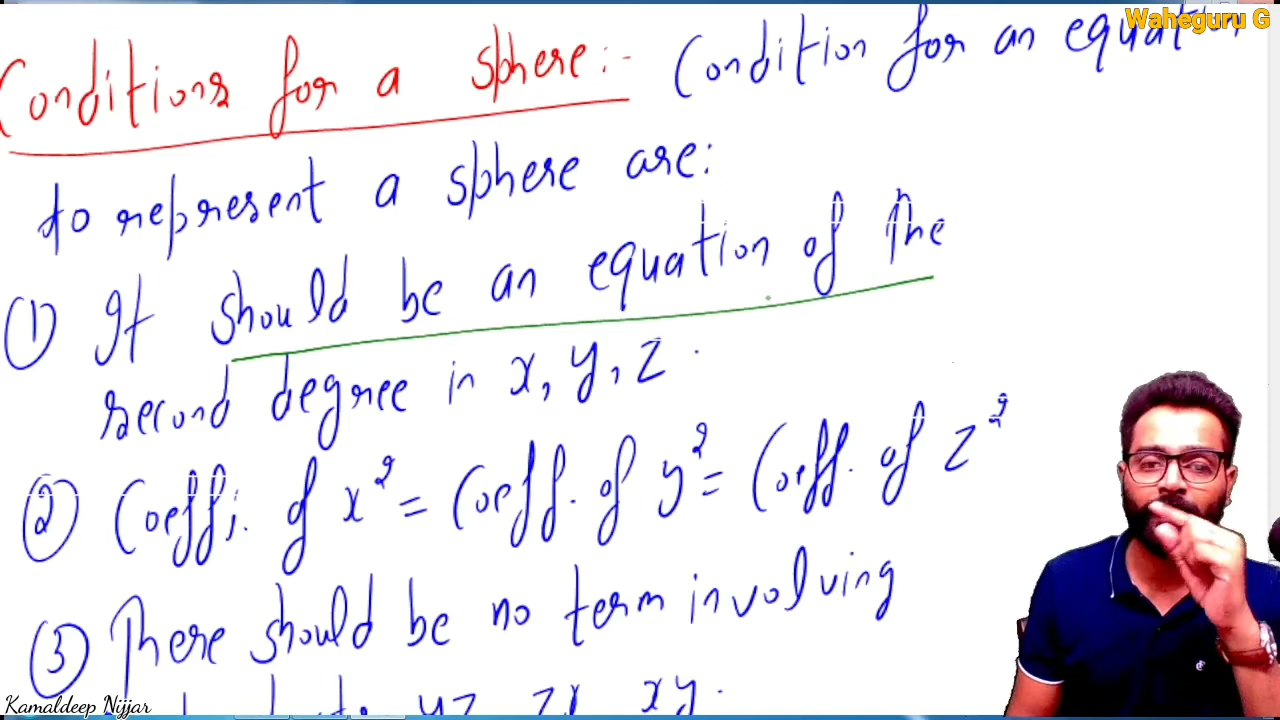 Waheguru G
Conditions for a sphere:- Condition for an equation
to represent a sphere are:
(1) It should be an equation of the
second degree in x, y, z.
(2) Coeff. of x² = Coeff. of y² = Coeff. of z²
(3) There should be no term involving
yz, zx, xy.
Kamaldeep Nijjar